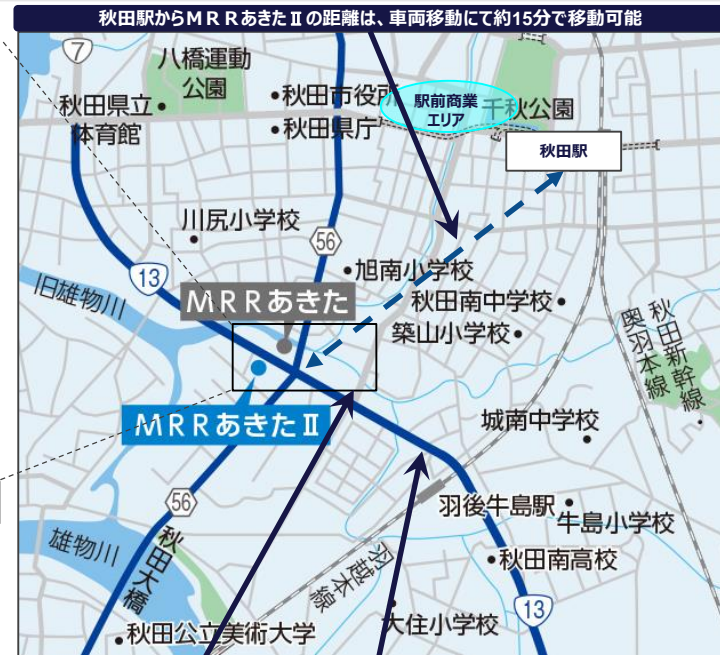 秋田駅からMRRあきたⅡの距離は、車両移動にて約15分で移動可能
7
八橋運動
公園
秋田県立
体育館
秋田市役所
秋田県庁
駅前商業
エリア
千秋公園
秋田駅
川尻小学校
56
13
旭南小学校
旧雄物川
MRRあきた
秋田南中学校
築山小学校
秋田新幹線
奥羽本線
MRRあきたⅡ
城南中学校
56
羽後牛島駅
牛島小学校
雄物川
秋田大橋
羽越本線
秋田南高校
13
大住小学校
秋田公立美術大学